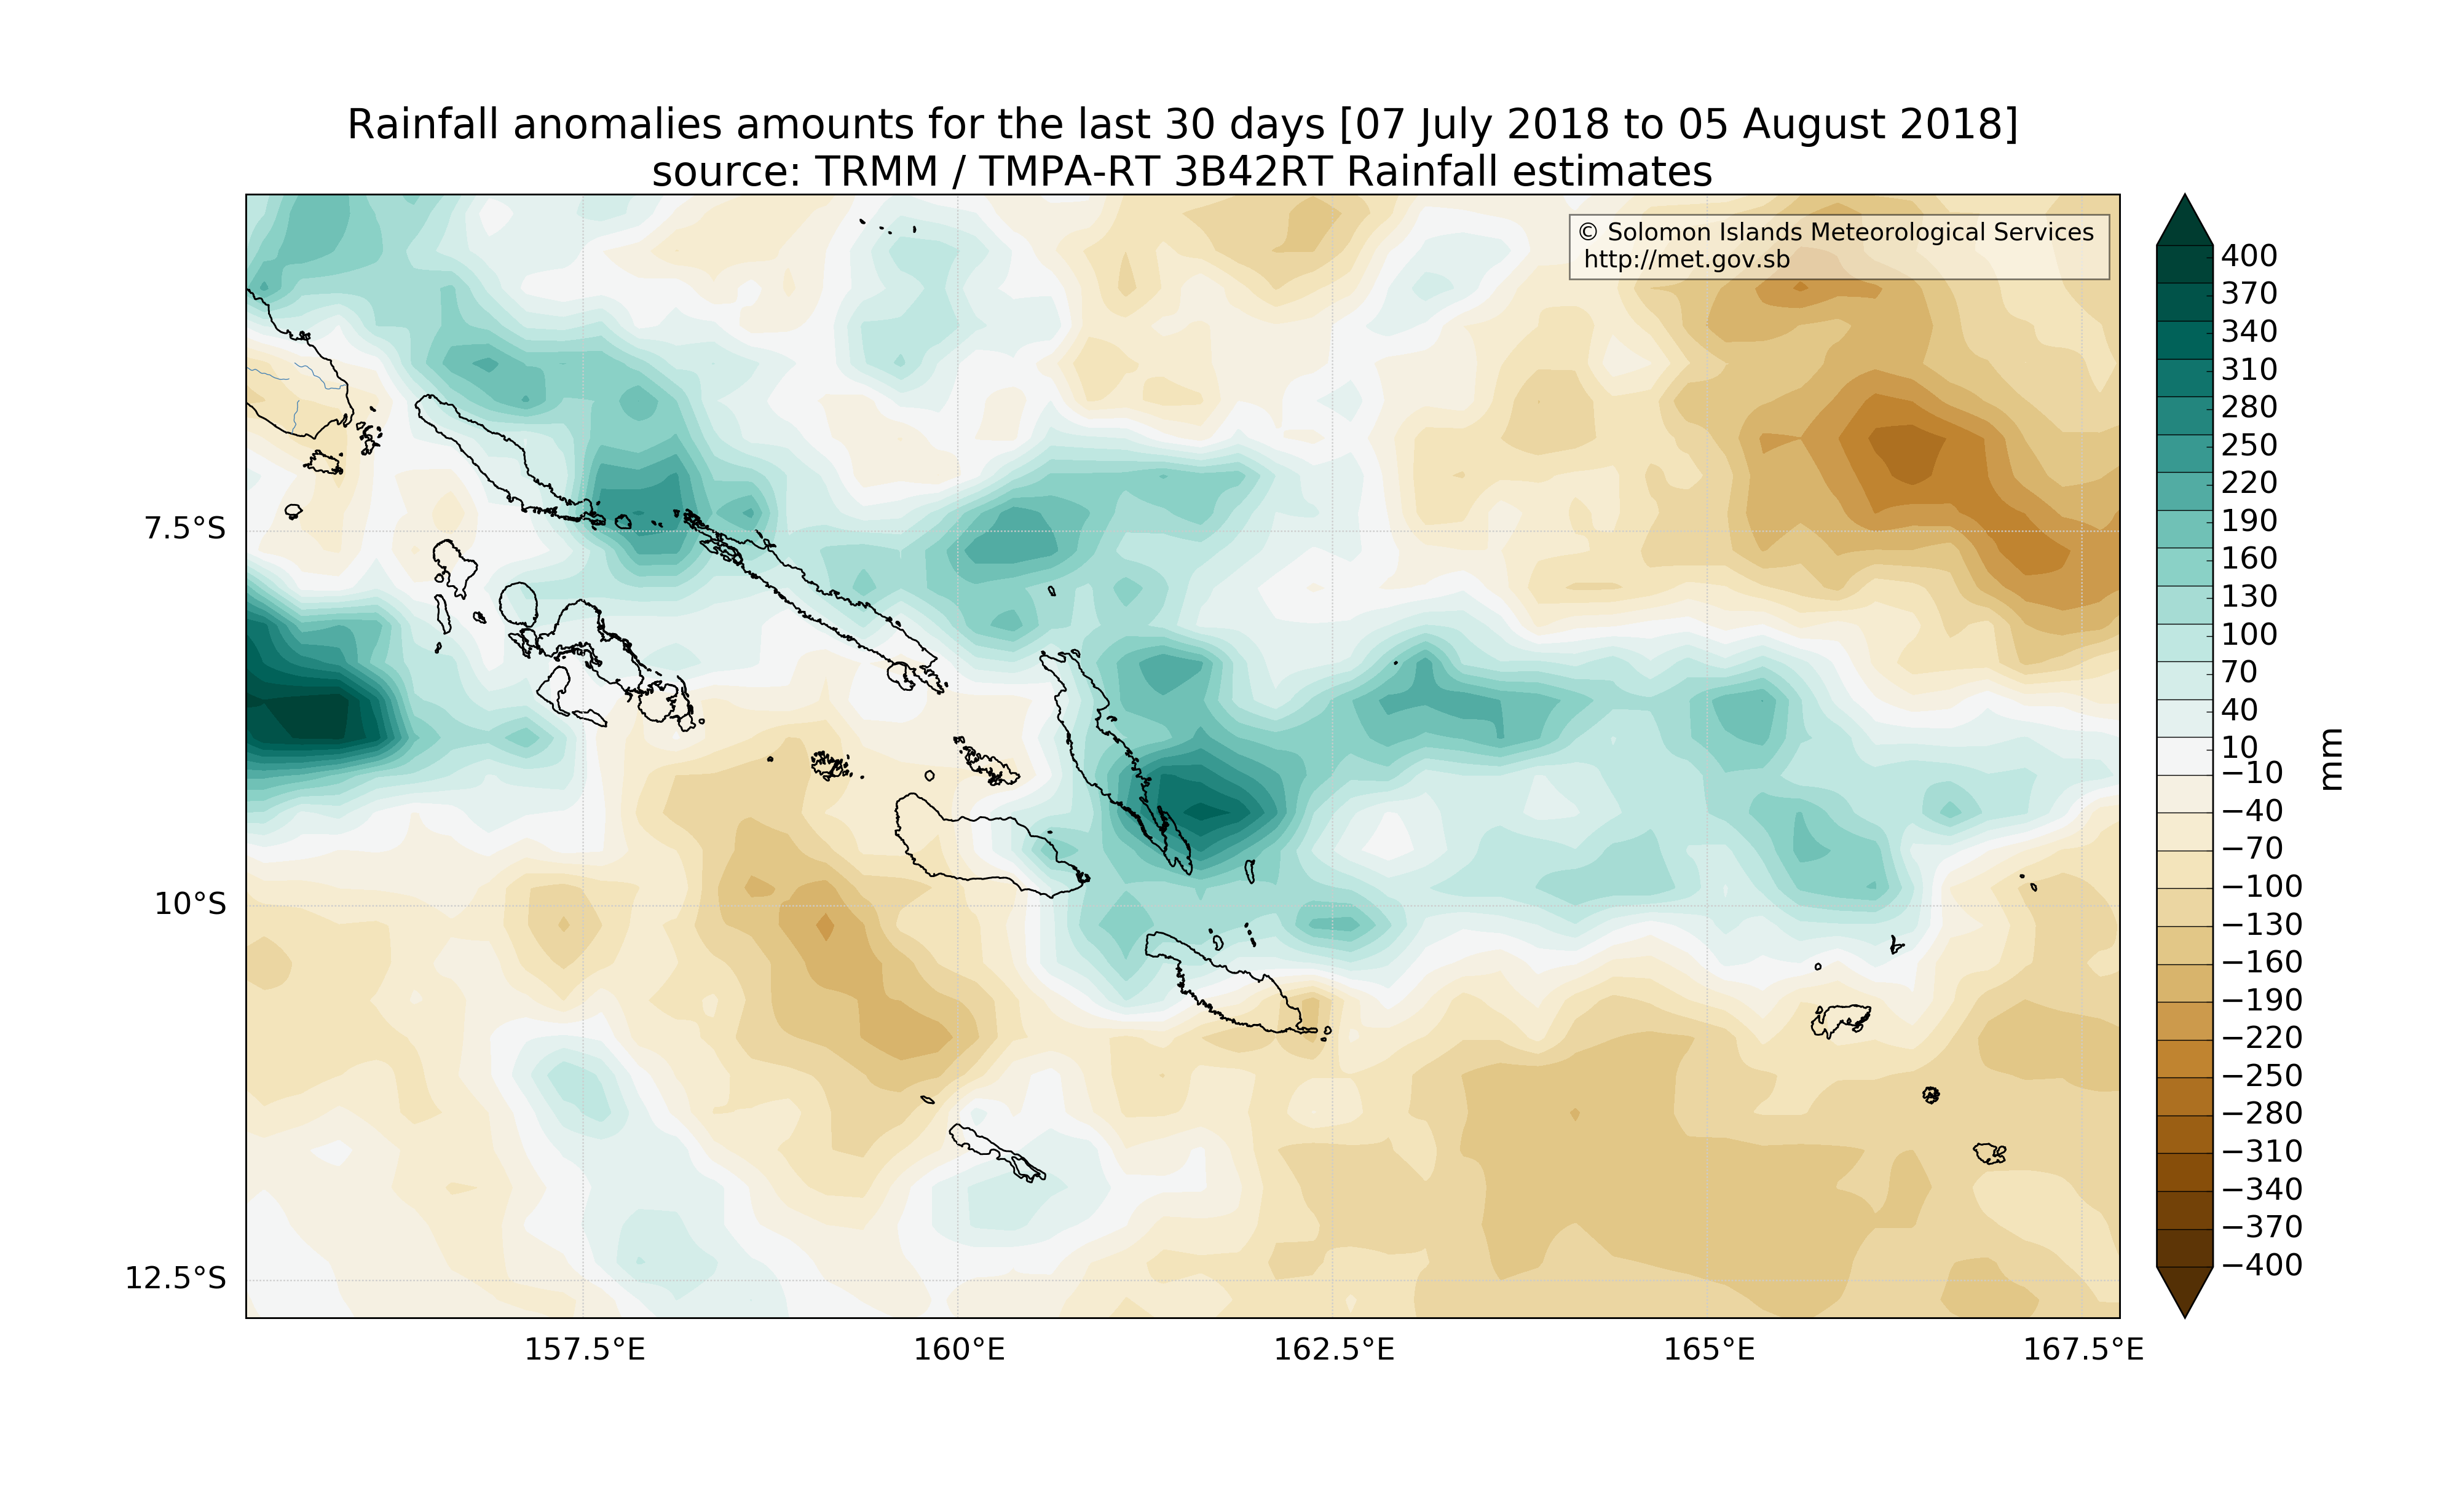 Rainfall anomalies amounts for the last 30 days [07 July 2018 to 05 August 2018]
source: TRMM / TMPA-RT 3B42RT Rainfall estimates
© Solomon Islands Meteorological Services
http://met.gov.sb
7.5°S
10°S
12.5°S
157.5°E
160°E
162.5°E
165°E
167.5°E
400
370
340
310
280
250
220
190
160
130
100
70
40
10
−10
−40
−70
−100
−130
−160
−190
−220
−250
−280
−310
−340
−370
−400
mm